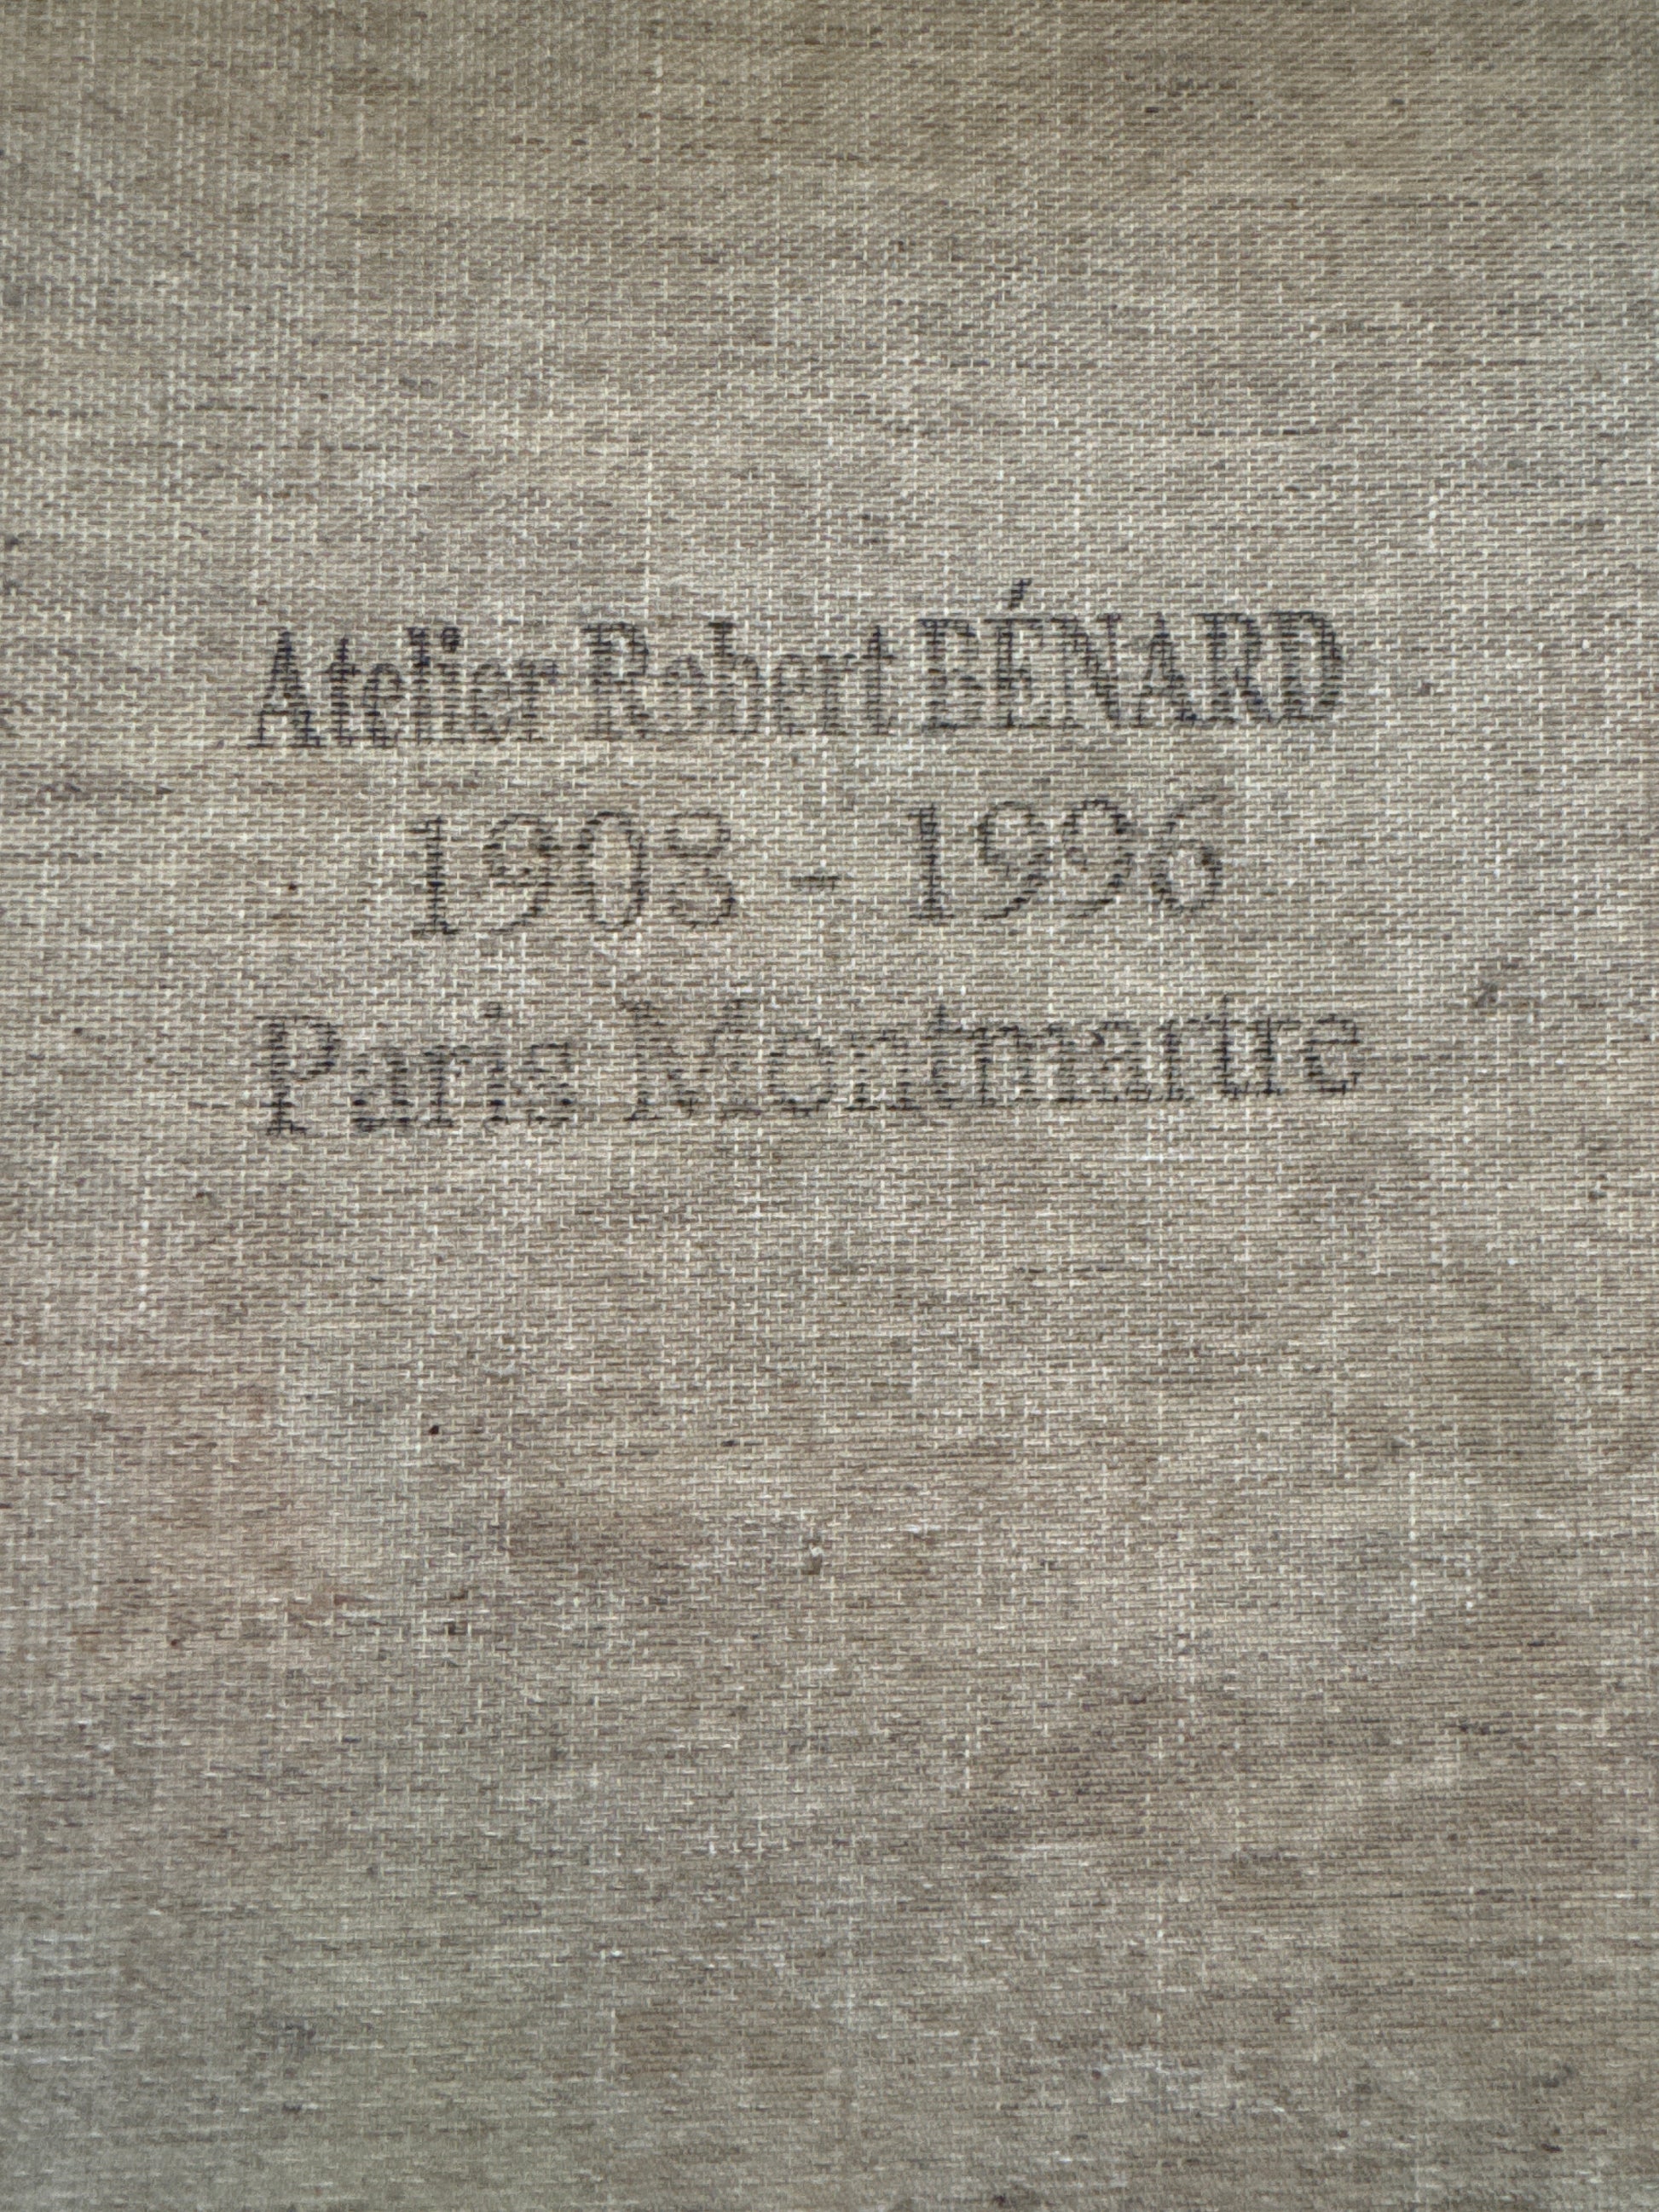 Atelier Robert BÉNARD
1908 - 1996
Paris Montmartre